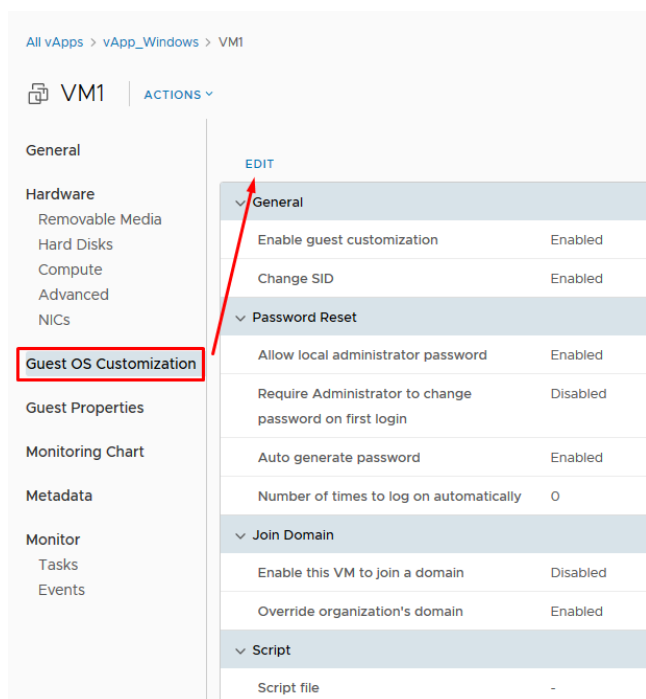 All vApps > vApp_Windows > VM1
VM1 ACTIONS
General
Hardware
Removable Media
Hard Disks
Compute
Advanced
NICs
Guest OS Customization
Guest Properties
Monitoring Chart
Metadata
Monitor
Tasks
Events
EDIT
General
Enable guest customization Enabled
Change SID Enabled
Password Reset
Allow local administrator password Enabled
Require Administrator to change Disabled
password on first login
Auto generate password Enabled
Number of times to log on automatically 0
Join Domain
Enable this VM to join a domain Disabled
Override organization's domain Enabled
Script
Script file -